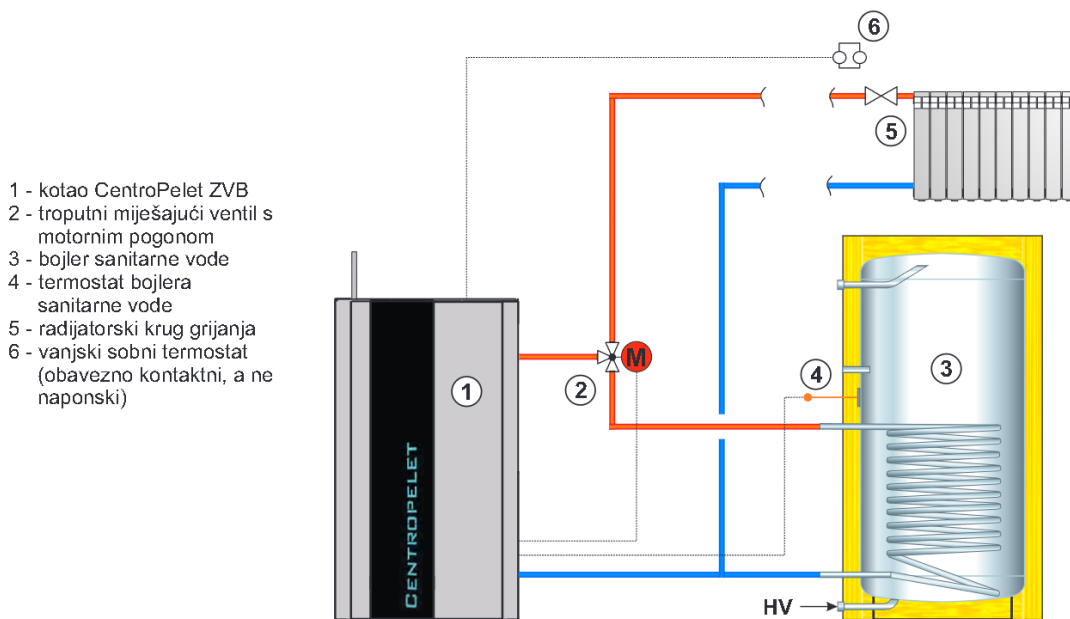 1 - kotao CentroPelet ZVB
2 - troputni miješajući ventil s
motornim pogonom
3 - bojler sanitarne vode
4 - termostat bojlera
sanitarne vode
5 - radijatorski krug grijanja
6 - vanjski sobni termostat
(obavezno kontaktni, a ne
naponski)
6
5
M
2
1
4
3
CENTROPELET
HV